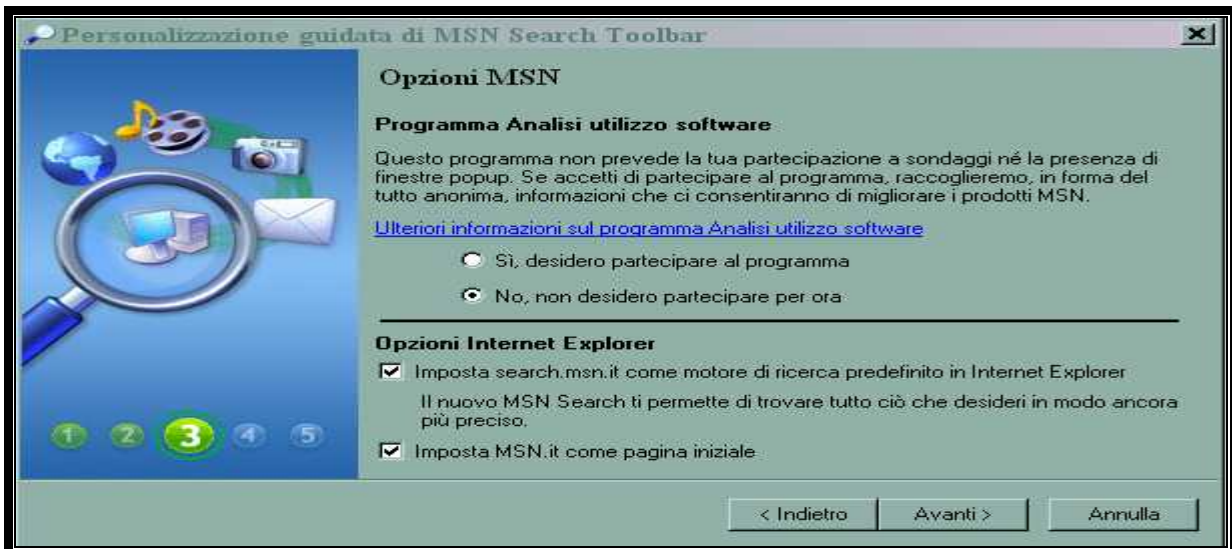 Personalizzazione guidata di MSN Search Toolbar
Opzioni MSN
Programma Analisi utilizzo software
Questo programma non prevede la tua partecipazione a sondaggi né la presenza di
finestre popup. Se accetti di partecipare al programma, raccoglieremo, in forma del
tutto anonima, informazioni che ci consentiranno di migliorare i prodotti MSN.
Ulteriori informazioni sul programma Analisi utilizzo software
Sì, desidero partecipare al programma
No, non desidero partecipare per ora
Opzioni Internet Explorer
Imposta search.msn.it come motore di ricerca predefinito in Internet Explorer
Il nuovo MSN Search ti permette di trovare tutto ciò che desideri in modo ancora
più preciso.
Imposta MSN.it come pagina iniziale
1 2 3 4 5
< Indietro Avanti > Annulla